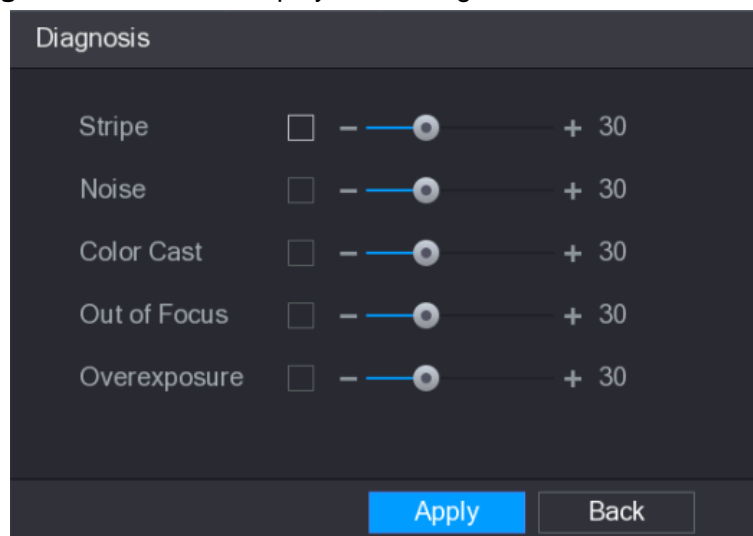 Diagnosis
Stripe 30
Noise 30
Color Cast 30
Out of Focus 30
Overexposure 30
Apply Back